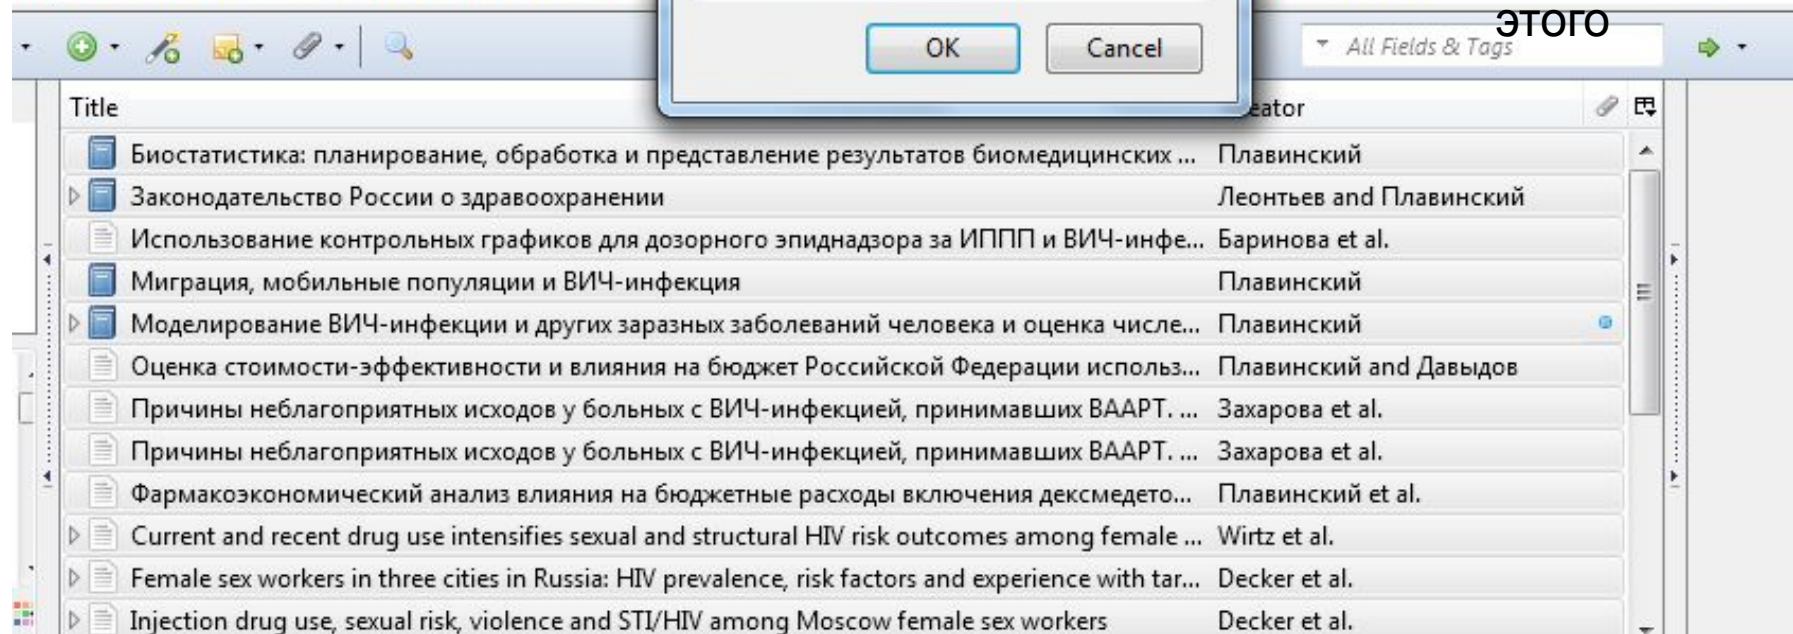 этого
OK Cancel All Fields & Tags
Title eator
Биостатистика: планирование, обработка и представление результатов биомедицинских ... Плавинский
Законодательство России о здравоохранении Леонтьев and Плавинский
Использование контрольных графиков для дозорного эпиднадзора за ИППП и ВИЧ-инфе... Баринова et al.
Миграция, мобильные популяции и ВИЧ-инфекция Плавинский
Моделирование ВИЧ-инфекции и других заразных заболеваний человека и оценка числе... Плавинский
Оценка стоимости-эффективности и влияния на бюджет Российской Федерации использ... Плавинский and Давыдов
Причины неблагоприятных исходов у больных с ВИЧ-инфекцией, принимавших ВААРТ. ... Захарова et al.
Причины неблагоприятных исходов у больных с ВИЧ-инфекцией, принимавших ВААРТ. ... Захарова et al.
Фармакоэкономический анализ влияния на бюджетные расходы включения дексмедето... Плавинский et al.
Current and recent drug use intensifies sexual and structural HIV risk outcomes among female ... Wirtz et al.
Female sex workers in three cities in Russia: HIV prevalence, risk factors and experience with tar... Decker et al.
Injection drug use, sexual risk, violence and STI/HIV among Moscow female sex workers Decker et al.